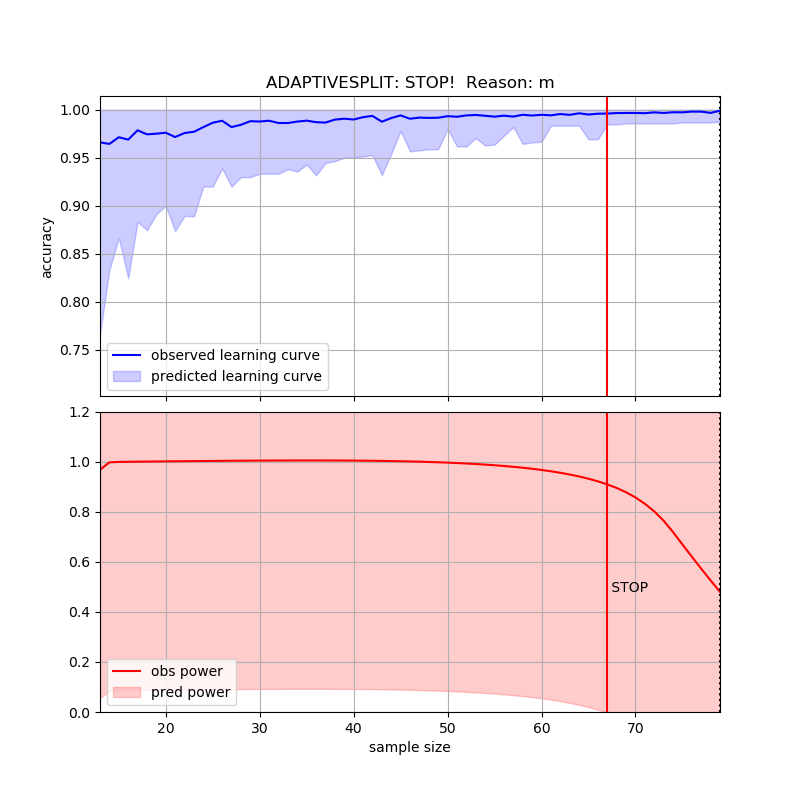 ADAPTIVESPLIT: STOP!  Reason: m
1.00
0.95
0.90
0.85
0.80
0.75
accuracy
observed learning curve
predicted learning curve
1.2
1.0
0.8
0.6
0.4
0.2
0.0
STOP
obs power
pred power
20 30 40 50 60 70
sample size